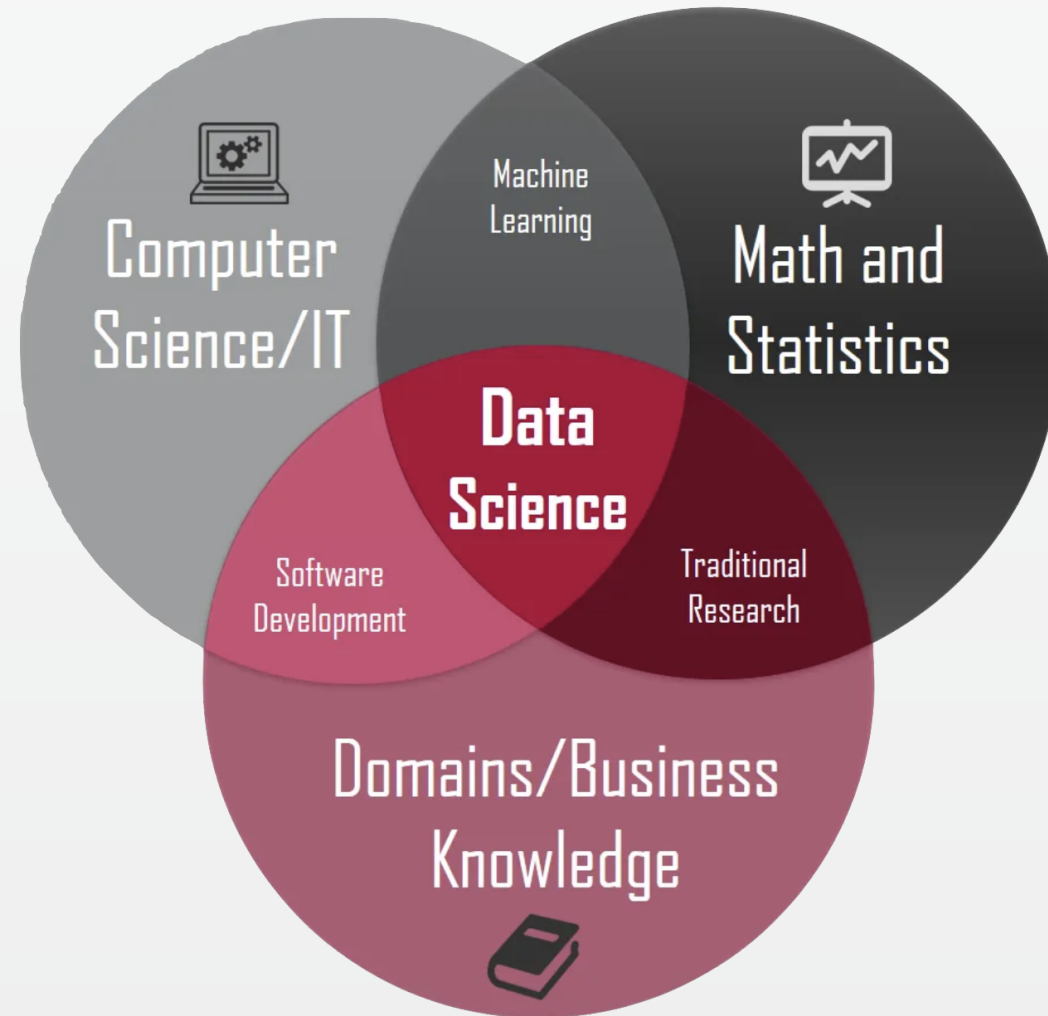 Machine
Learning
Computer
Science/IT
Math and
Statistics
Data
Science
Software
Development
Traditional
Research
Domains/Business
Knowledge